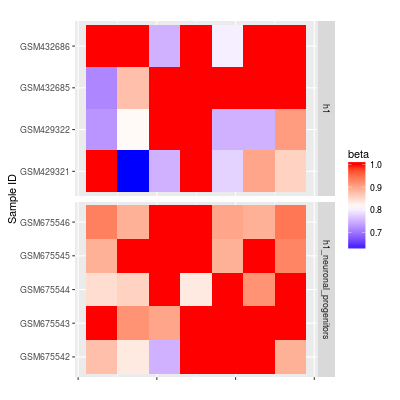 GSM432686
GSM432685
GSM429322
GSM429321
h1
GSM675546
GSM675545
GSM675544
GSM675543
GSM675542
h1_neuronal_progenitors
Sample ID
beta
1.0
0.9
0.8
0.7